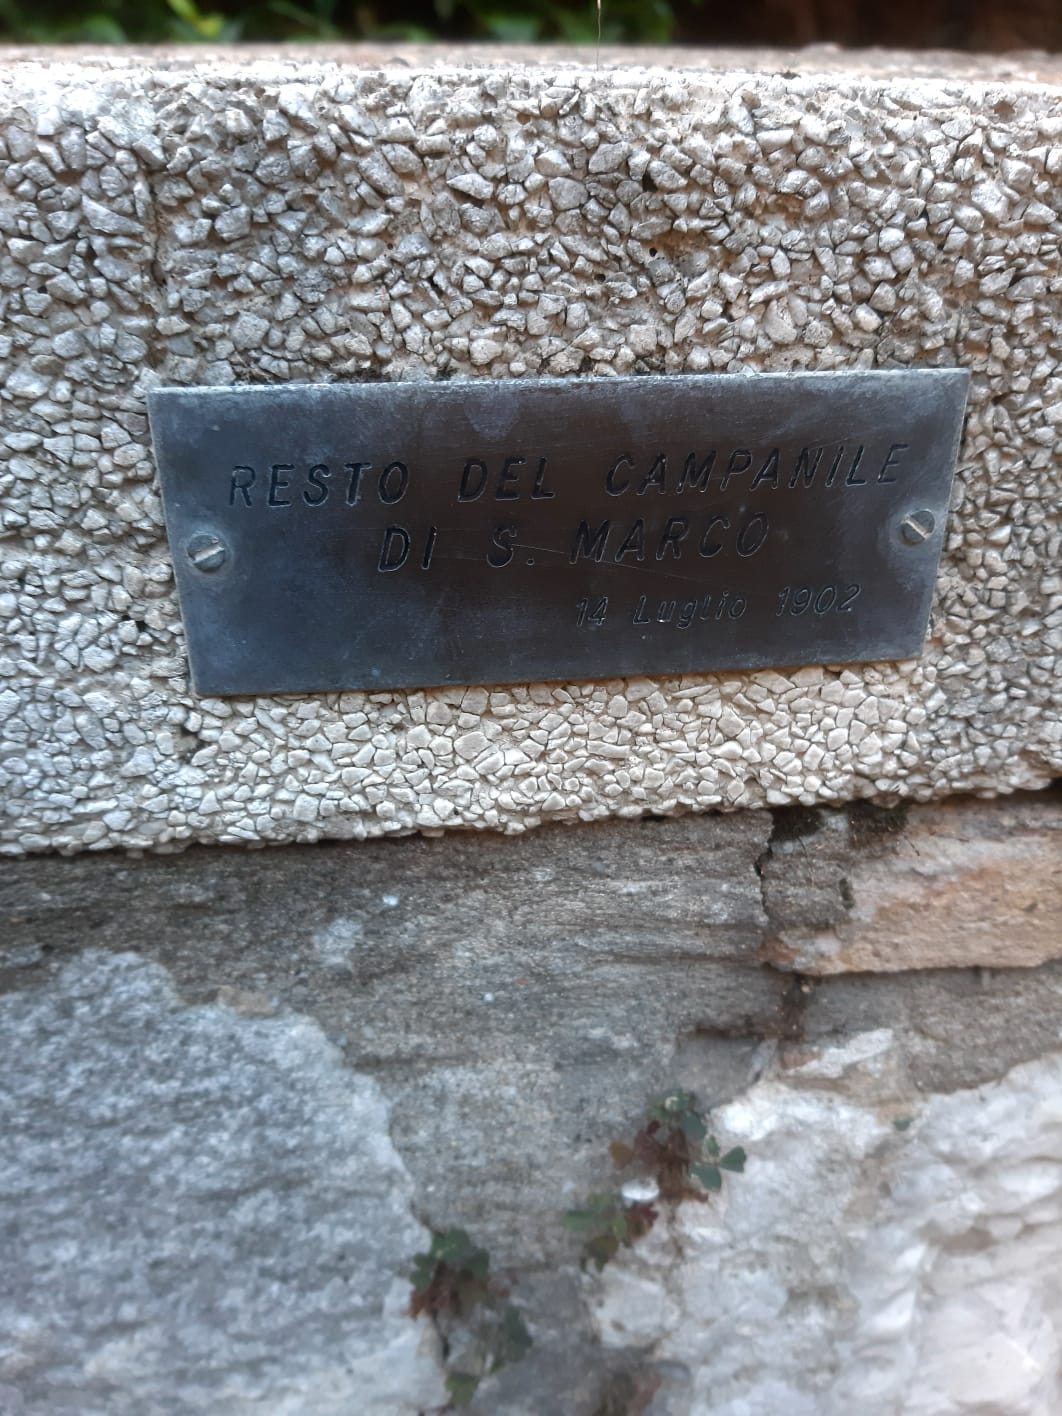 RESTO DEL CAMPANILE
DI S. MARCO
14 Luglio 1902